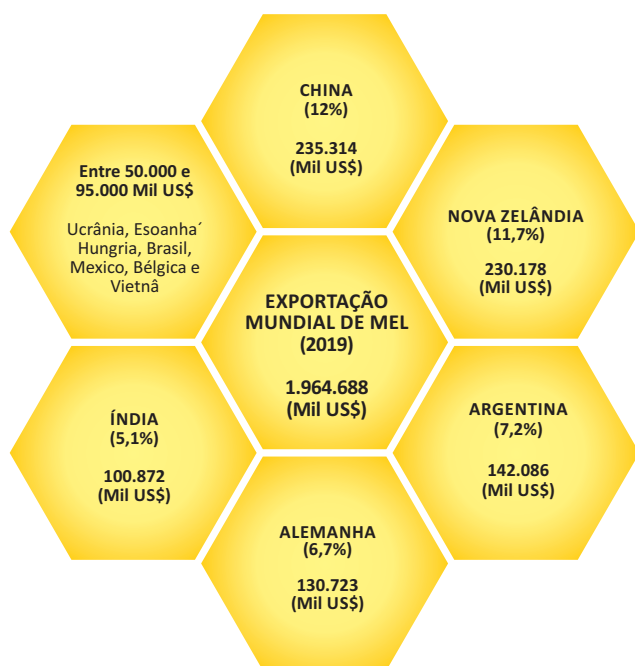 CHINA
(12%)
235.314
(Mil US$)
Entre 50.000 e
95.000 Mil US$
Ucrânia, Esoanha´
Hungria, Brasil,
Mexico, Bélgica e
Vietnâ
NOVA ZELÂNDIA
(11,7%)
230.178
(Mil US$)
EXPORTAÇÃO
MUNDIAL DE MEL
(2019)
1.964.688
(Mil US$)
ÍNDIA
(5,1%)
100.872
(Mil US$)
ARGENTINA
(7,2%)
142.086
(Mil US$)
ALEMANHA
(6,7%)
130.723
(Mil US$)